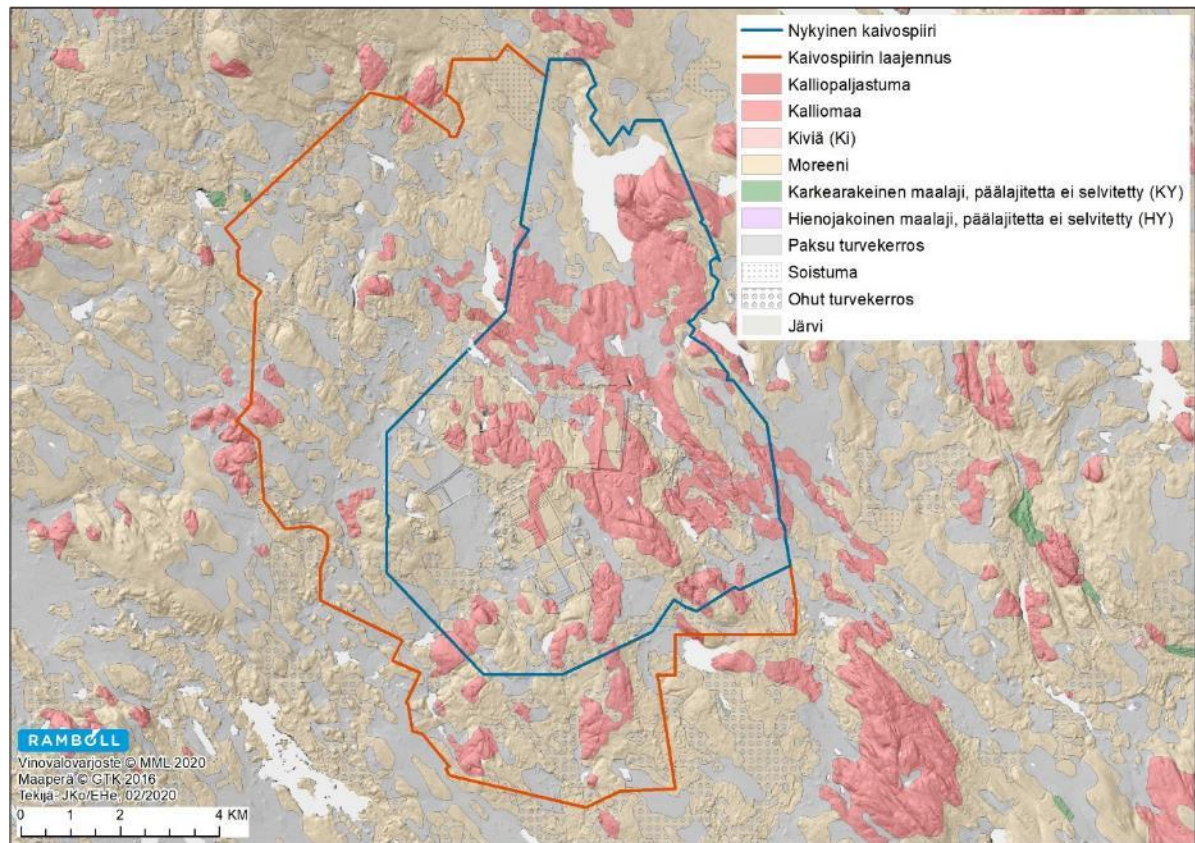 Nykyinen kaivospiiri
Kaivospiirin laajennus
Kalliopaljastuma
Kalliomaa
Kiviä (Ki)
Moreeni
Karkearakeinen maalaji, päälajitetta ei selvitetty (KY)
Hienojakoinen maalaji, päälajitetta ei selvitetty (HY)
Paksu turvekerros
Soistuma
Ohut turvekerros
Järvi
RAMBOLL
Vinovalovarjoste © MML 2020
Maaperä © GTK 2016
Tekijä: JKo/EHe, 02/2020
0 2 4 KM